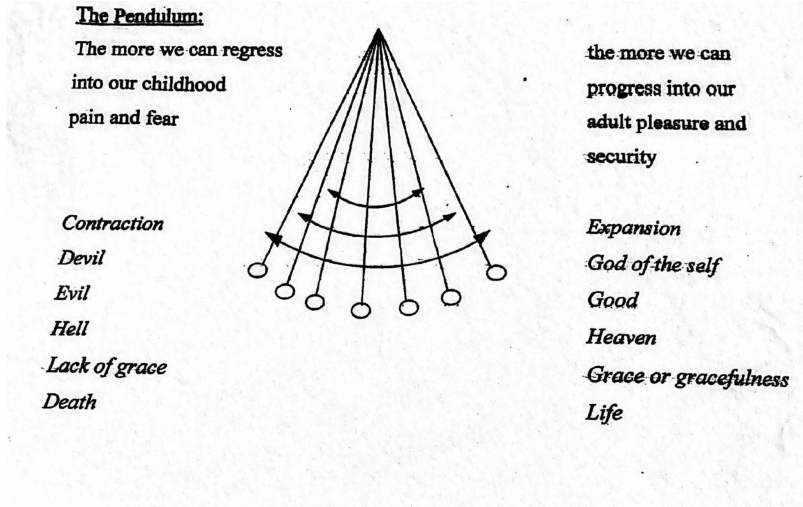 The Pendulum:
The more we can regress
into our childhood
pain and fear
the more we can
progress into our
adult pleasure and
security
Contraction
Devil
Evil
Hell
Lack of grace
Death
Expansion
God of the self
Good
Heaven
Grace or gracefulness
Life